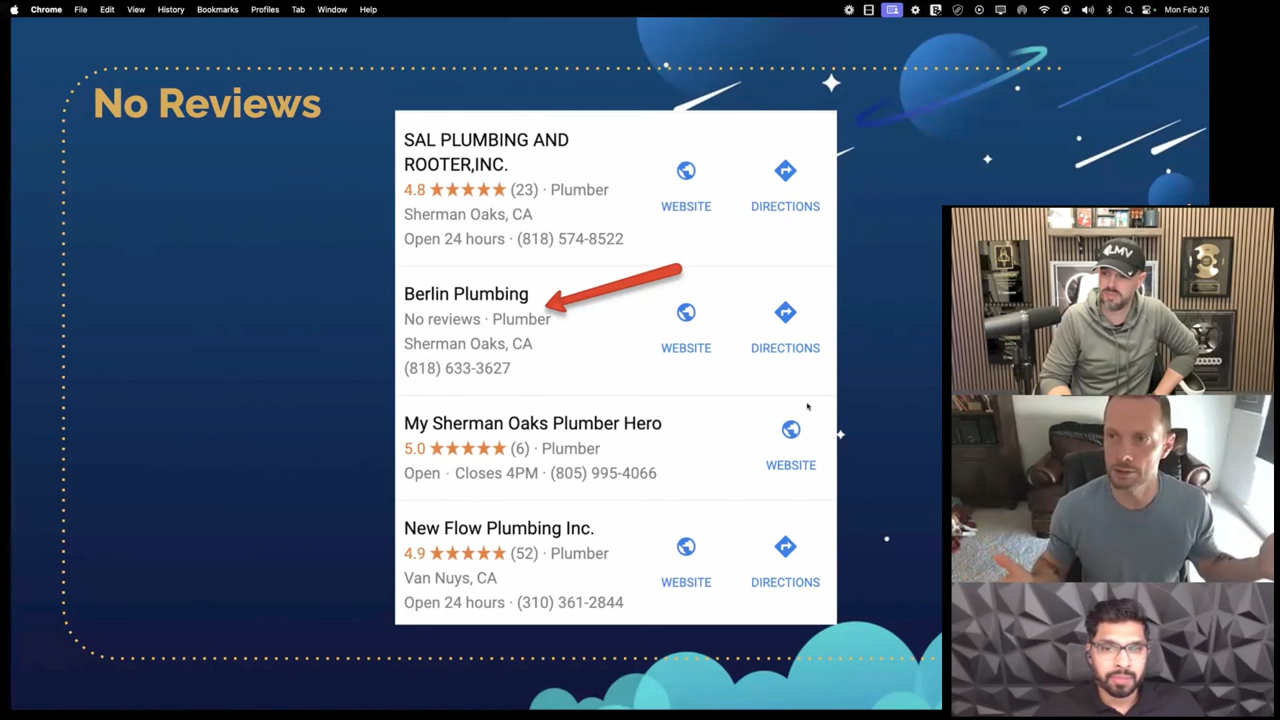 Chrome File Edit View History Bookmarks Profiles Tab Window Help
Mon Feb 26
No Reviews
SAL PLUMBING AND
ROOTER,INC.
4.8 (23) · Plumber
Sherman Oaks, CA
Open 24 hours · (818) 574-8522
WEBSITE
DIRECTIONS
Berlin Plumbing
No reviews · Plumber
Sherman Oaks, CA
(818) 633-3627
WEBSITE
DIRECTIONS
My Sherman Oaks Plumber Hero
5.0 (6) · Plumber
Open · Closes 4PM · (805) 995-4066
WEBSITE
New Flow Plumbing Inc.
4.9 (52) · Plumber
Van Nuys, CA
Open 24 hours · (310) 361-2844
WEBSITE
DIRECTIONS
LMV